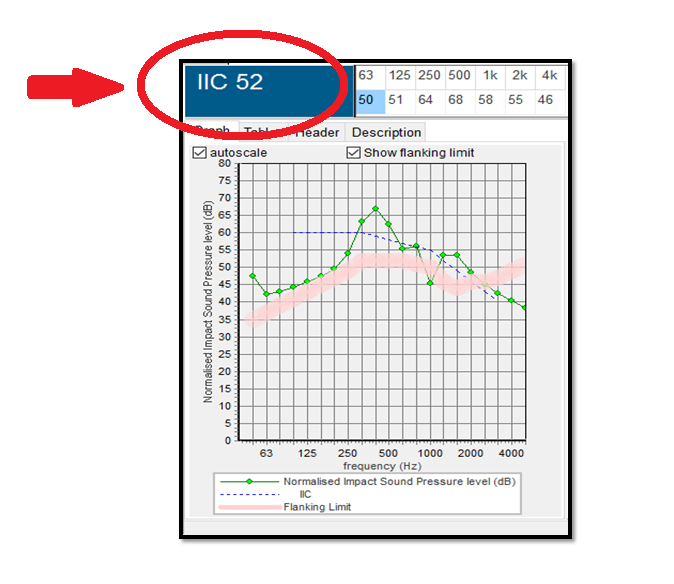 IIC 52
63 125 250 500 1k 2k 4k
50 51 64 68 58 55 46
Graph Table Header Description
autoscale Show flanking limit
80
75
70
65
60
55
50
45
40
35
30
25
20
15
10
5
0
Normalised Impact Sound Pressure level (dB)
63 125 250 500 1000 2000 4000
frequency (Hz)
Normalised Impact Sound Pressure level (dB)
IIC
Flanking Limit